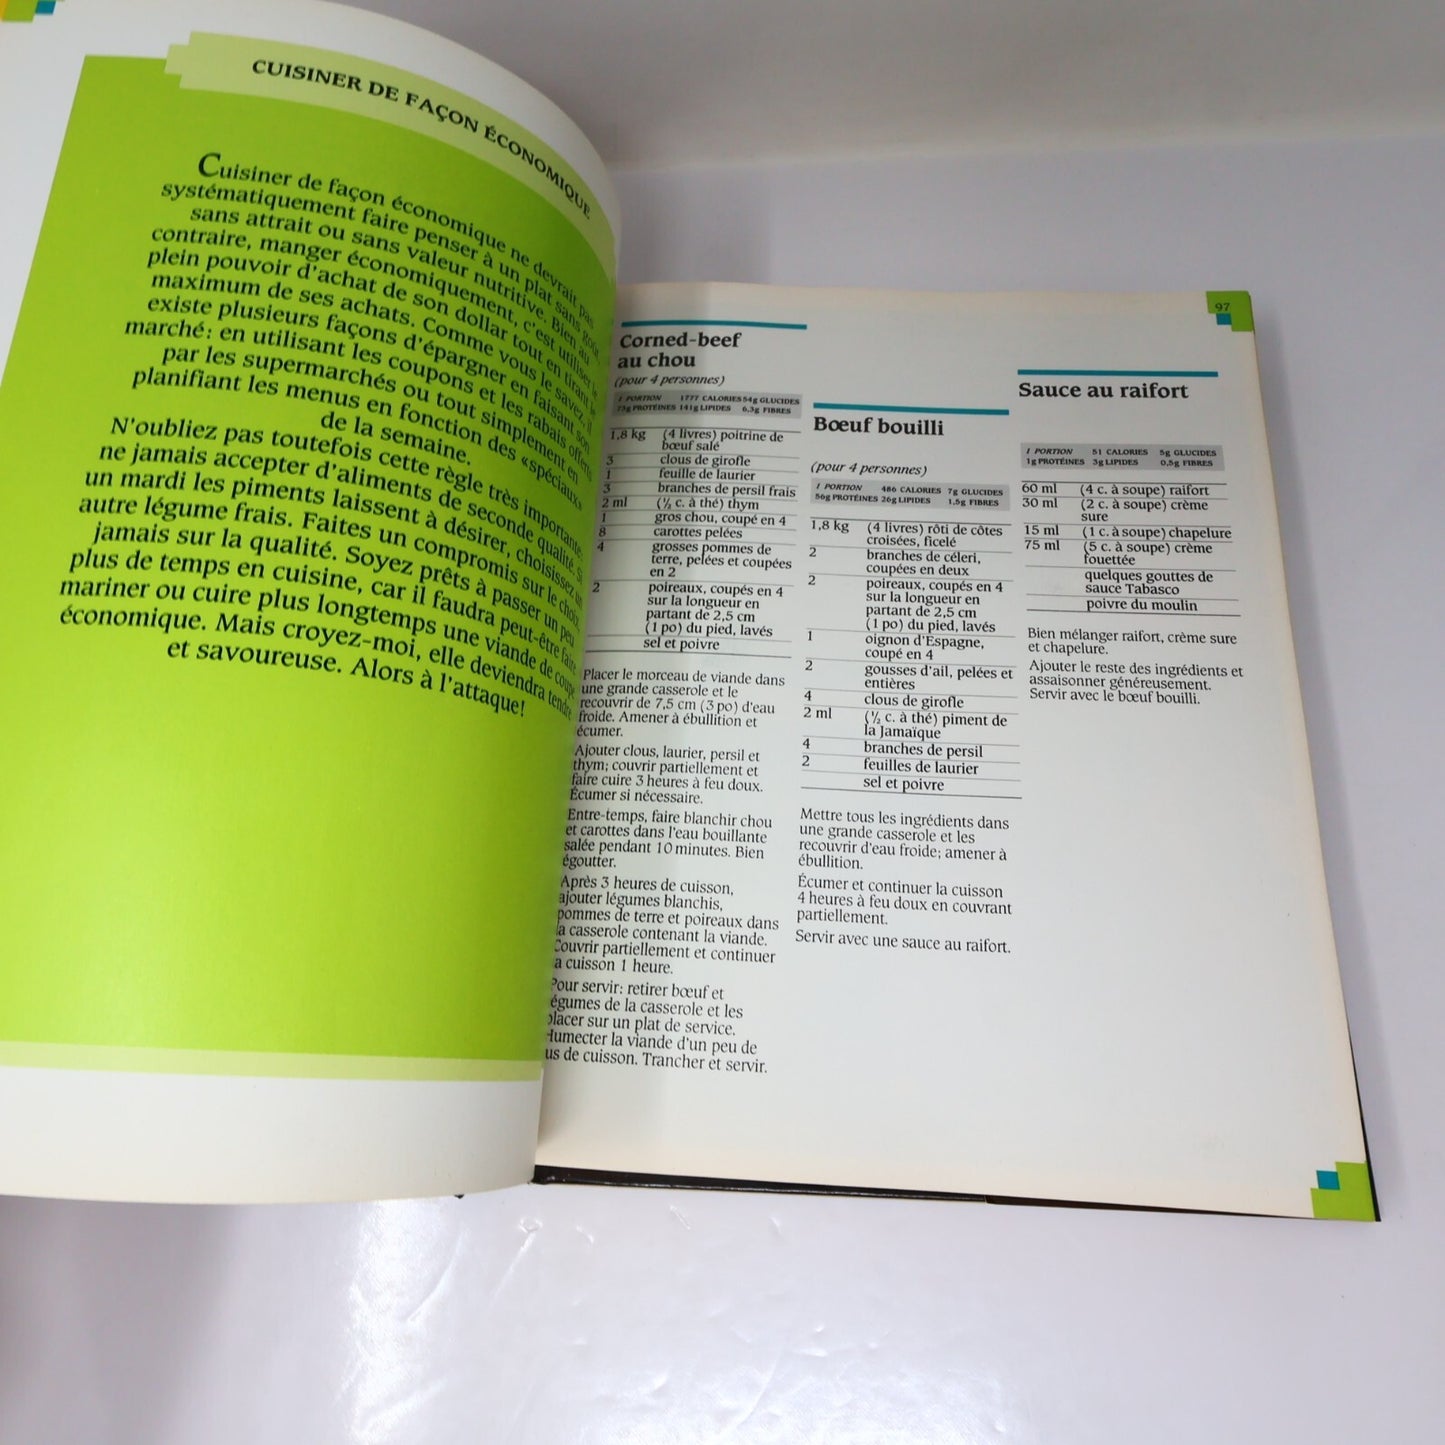 CUISINER DE FAÇON ÉCONOMIQUE
Cuisiner de façon économique ne devrait pas
systématiquement faire penser à un plat sans goût,
sans attrait ou sans valeur nutritive. Bien au
contraire, manger économiquement, c'est utiliser le
plein pouvoir d'achat de son dollar tout en tirant le
maximum de ses achats. Comme vous le savez, il
existe plusieurs façons d'épargner en faisant son
marché: en utilisant les coupons et les rabais offerts
par les supermarchés ou tout simplement en
planifiant les menus en fonction des «spéciaux»
de la semaine.
N'oubliez pas toutefois cette règle très importante:
ne jamais accepter d'aliments de seconde qualité. Si
un mardi les piments laissent à désirer, choisissez un
autre légume frais. Faites un compromis sur le choix,
jamais sur la qualité. Soyez prêts à passer un peu
plus de temps en cuisine, car il faudra peut-être faire
mariner ou cuire plus longtemps une viande de coupe
économique. Mais croyez-moi, elle deviendra tendre
et savoureuse. Alors à l'attaque!
97
Corned-beef
au chou
(pour 4 personnes)
1 PORTION 1777 CALORIES 54g GLUCIDES
73g PROTÉINES 141g LIPIDES 6,3g FIBRES
1,8 kg (4 livres) poitrine de
bœuf salé
3 clous de girofle
1 feuille de laurier
3 branches de persil frais
2 ml (½ c. à thé) thym
1 gros chou, coupé en 4
8 carottes pelées
4 grosses pommes de
terre, pelées et coupées
en 2
2 poireaux, coupés en 4
sur la longueur en
partant de 2,5 cm
(1 po) du pied, lavés
sel et poivre
Placer le morceau de viande dans
une grande casserole et le
recouvrir de 7,5 cm (3 po) d'eau
froide. Amener à ébullition et
écumer.
Ajouter clous, laurier, persil et
thym; couvrir partiellement et
faire cuire 3 heures à feu doux.
Écumer si nécessaire.
Entre-temps, faire blanchir chou
et carottes dans l'eau bouillante
salée pendant 10 minutes. Bien
égoutter.
Après 3 heures de cuisson,
ajouter légumes blanchis,
pommes de terre et poireaux dans
la casserole contenant la viande.
Couvrir partiellement et continuer
la cuisson 1 heure.
Pour servir: retirer bœuf et
légumes de la casserole et les
placer sur un plat de service.
Humecter la viande d'un peu de
jus de cuisson. Trancher et servir.
Bœuf bouilli
(pour 4 personnes)
1 PORTION 486 CALORIES 7g GLUCIDES
56g PROTÉINES 26g LIPIDES 1,5g FIBRES
1,8 kg (4 livres) rôti de côtes
croisées, ficelé
2 branches de céleri,
coupées en deux
2 poireaux, coupés en 4
sur la longueur en
partant de 2,5 cm
(1 po) du pied, lavés
1 oignon d'Espagne,
coupé en 4
2 gousses d'ail, pelées et
entières
4 clous de girofle
2 ml (½ c. à thé) piment de
la Jamaïque
4 branches de persil
2 feuilles de laurier
sel et poivre
Mettre tous les ingrédients dans
une grande casserole et les
recouvrir d'eau froide; amener à
ébullition.
Écumer et continuer la cuisson
4 heures à feu doux en couvrant
partiellement.
Servir avec une sauce au raifort.
Sauce au raifort
1 PORTION 51 CALORIES 5g GLUCIDES
1g PROTÉINES 3g LIPIDES 0,5g FIBRES
60 ml (4 c. à soupe) raifort
30 ml (2 c. à soupe) crème
sure
15 ml (1 c. à soupe) chapelure
75 ml (5 c. à soupe) crème
fouettée
quelques gouttes de
sauce Tabasco
poivre du moulin
Bien mélanger raifort, crème sure
et chapelure.
Ajouter le reste des ingrédients et
assaisonner généreusement.
Servir avec le bœuf bouilli.